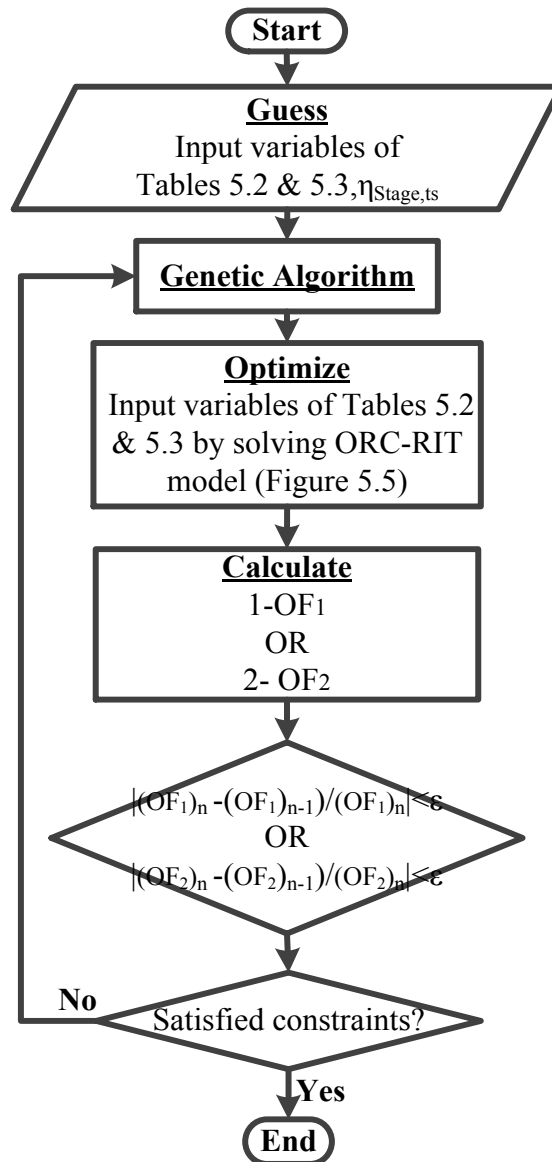 Start
Guess
Input variables of
Tables 5.2 & 5.3,ηStage,ts
Genetic Algorithm
Optimize
Input variables of Tables 5.2
& 5.3 by solving ORC-RIT
model (Figure 5.5)
Calculate
1-OF1
OR
2- OF2
|(OF1)n -(OF1)n-1)/(OF1)n|<ε
OR
|(OF2)n -(OF2)n-1)/(OF2)n|<ε
No
Satisfied constraints?
Yes
End